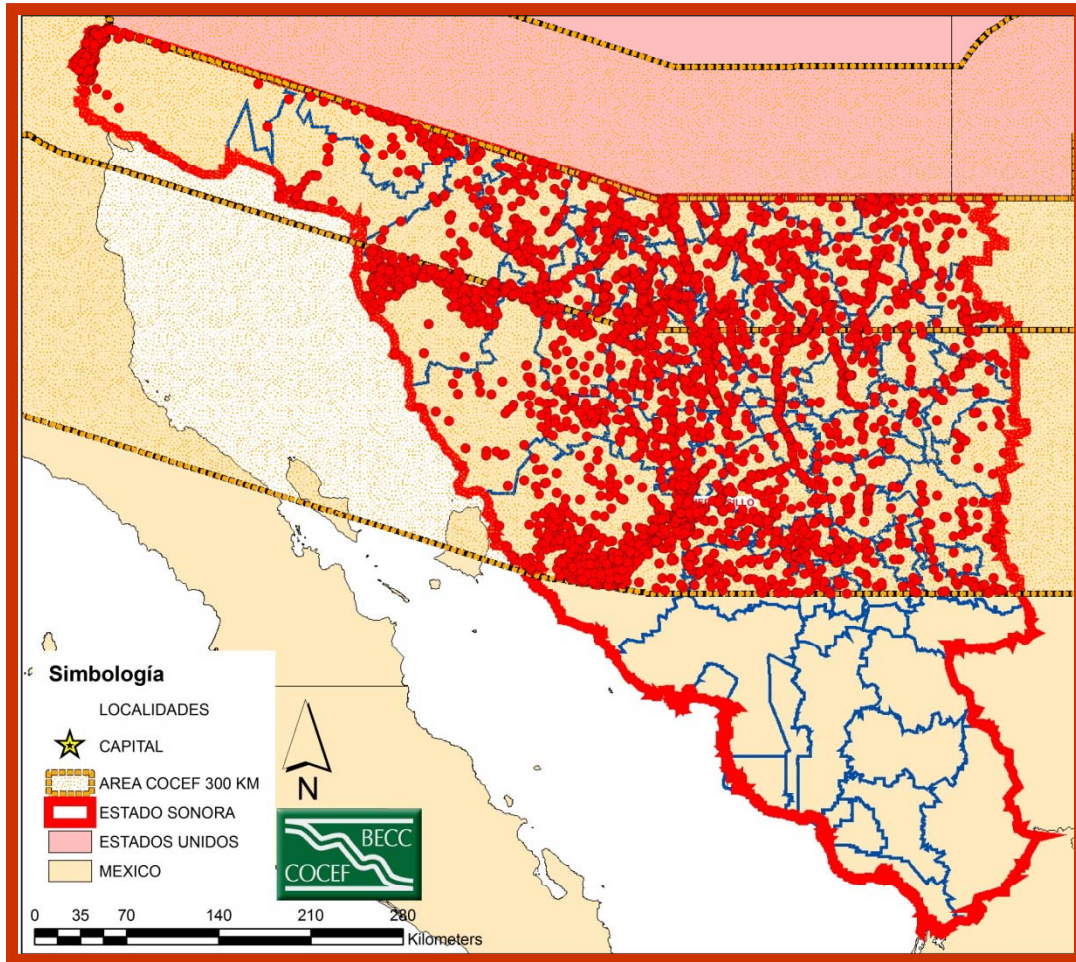 Simbología
LOCALIDADES
CAPITAL
AREA COCEF 300 KM
ESTADO SONORA
ESTADOS UNIDOS
MEXICO
N
BECC
COCEF
0 35 70 140 210 280
Kilometers